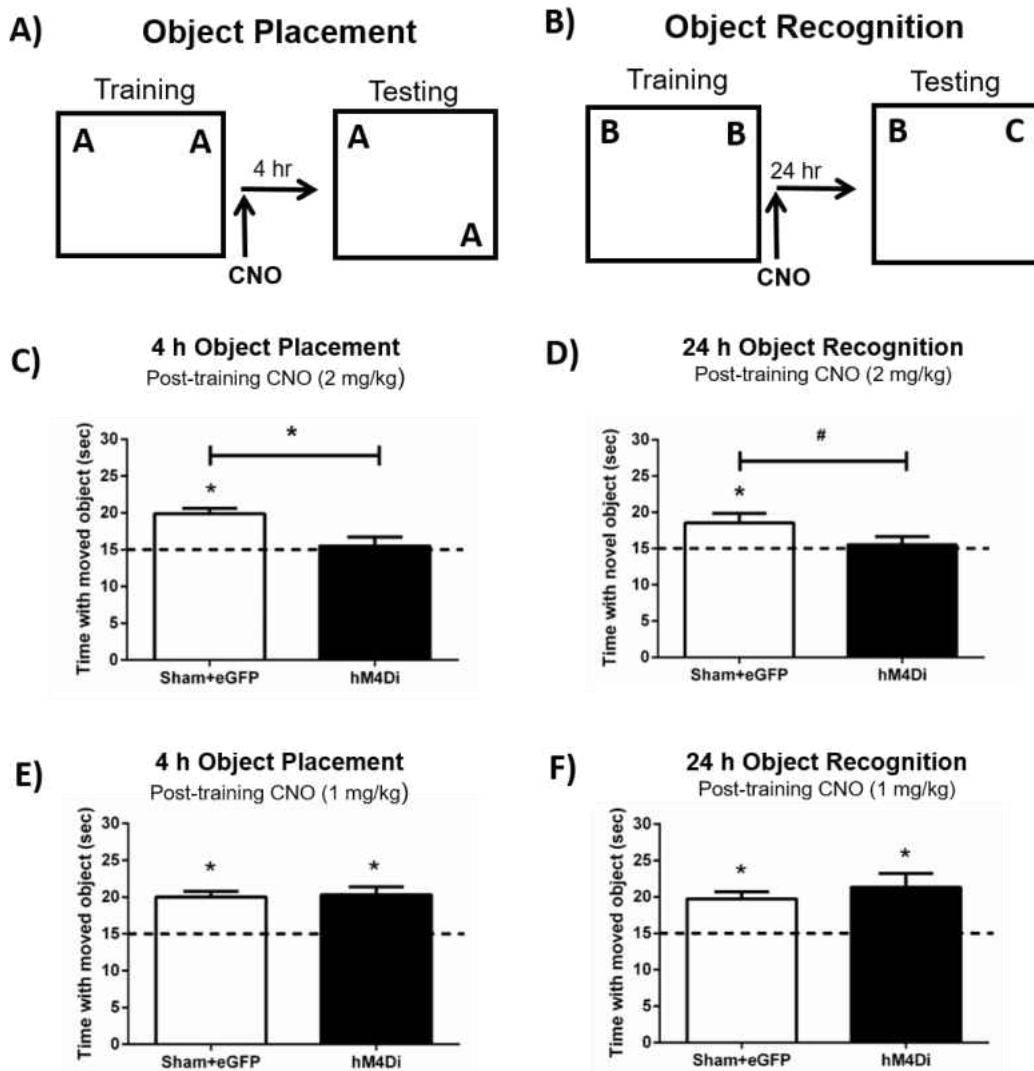 A)
Object Placement
Training
Testing
A A
4 hr
CNO
A
A
B)
Object Recognition
Training
Testing
B B
24 hr
CNO
B C
C)
4 h Object Placement
Post-training CNO (2 mg/kg)
Time with moved object (sec)
30
25
20
15
10
5
0
*
*
Sham+eGFP
hM4Di
D)
24 h Object Recognition
Post-training CNO (2 mg/kg)
Time with novel object (sec)
30
25
20
15
10
5
0
#
*
Sham+eGFP
hM4Di
E)
4 h Object Placement
Post-training CNO (1 mg/kg)
Time with moved object (sec)
30
25
20
15
10
5
0
* *
Sham+eGFP
hM4Di
F)
24 h Object Recognition
Post-training CNO (1 mg/kg)
Time with moved object (sec)
30
25
20
15
10
5
0
* *
Sham+eGFP
hM4Di